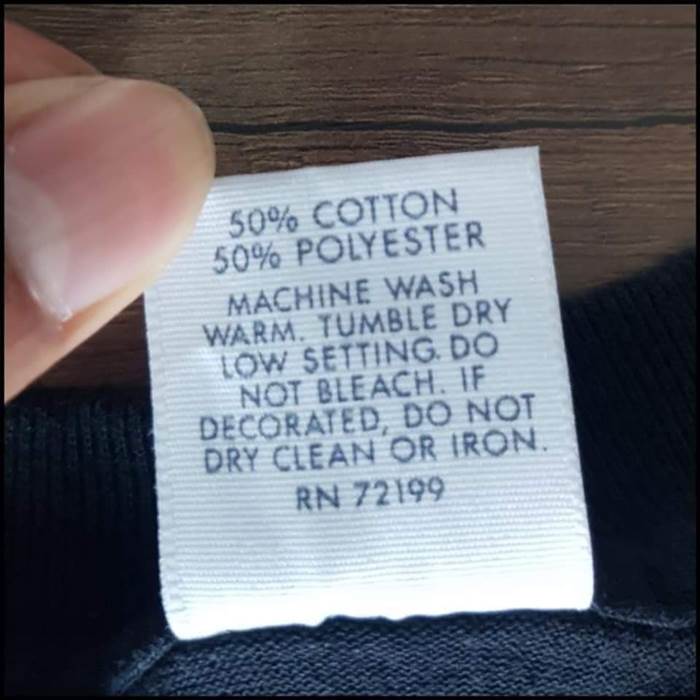 50% COTTON
50% POLYESTER
MACHINE WASH
WARM. TUMBLE DRY
LOW SETTING. DO
NOT BLEACH. IF
DECORATED, DO NOT
DRY CLEAN OR IRON.
RN 72199